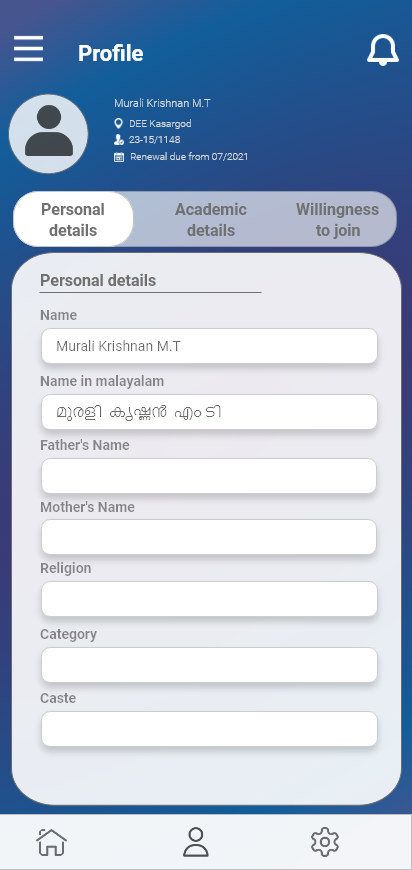 Profile
Murali Krishnan M.T
DEE Kasargod
23-15/1148
Renewal due from 07/2021
Personal details
Academic details
Willingness to join
Personal details
Name
Murali Krishnan M.T
Name in malayalam
മുരളി കൃഷ്ണൻ എം ടി
Father's Name
Mother's Name
Religion
Category
Caste